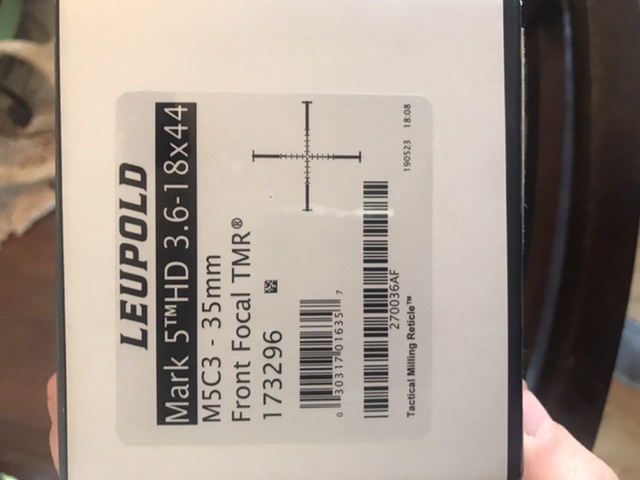 LEUPOLD
Mark 5™HD 3.6-18x44
M5C3 - 35mm
Front Focal TMR®
173296
0 30317 01635 7
270036AF
Tactical Milling Reticle™
190523 18:08